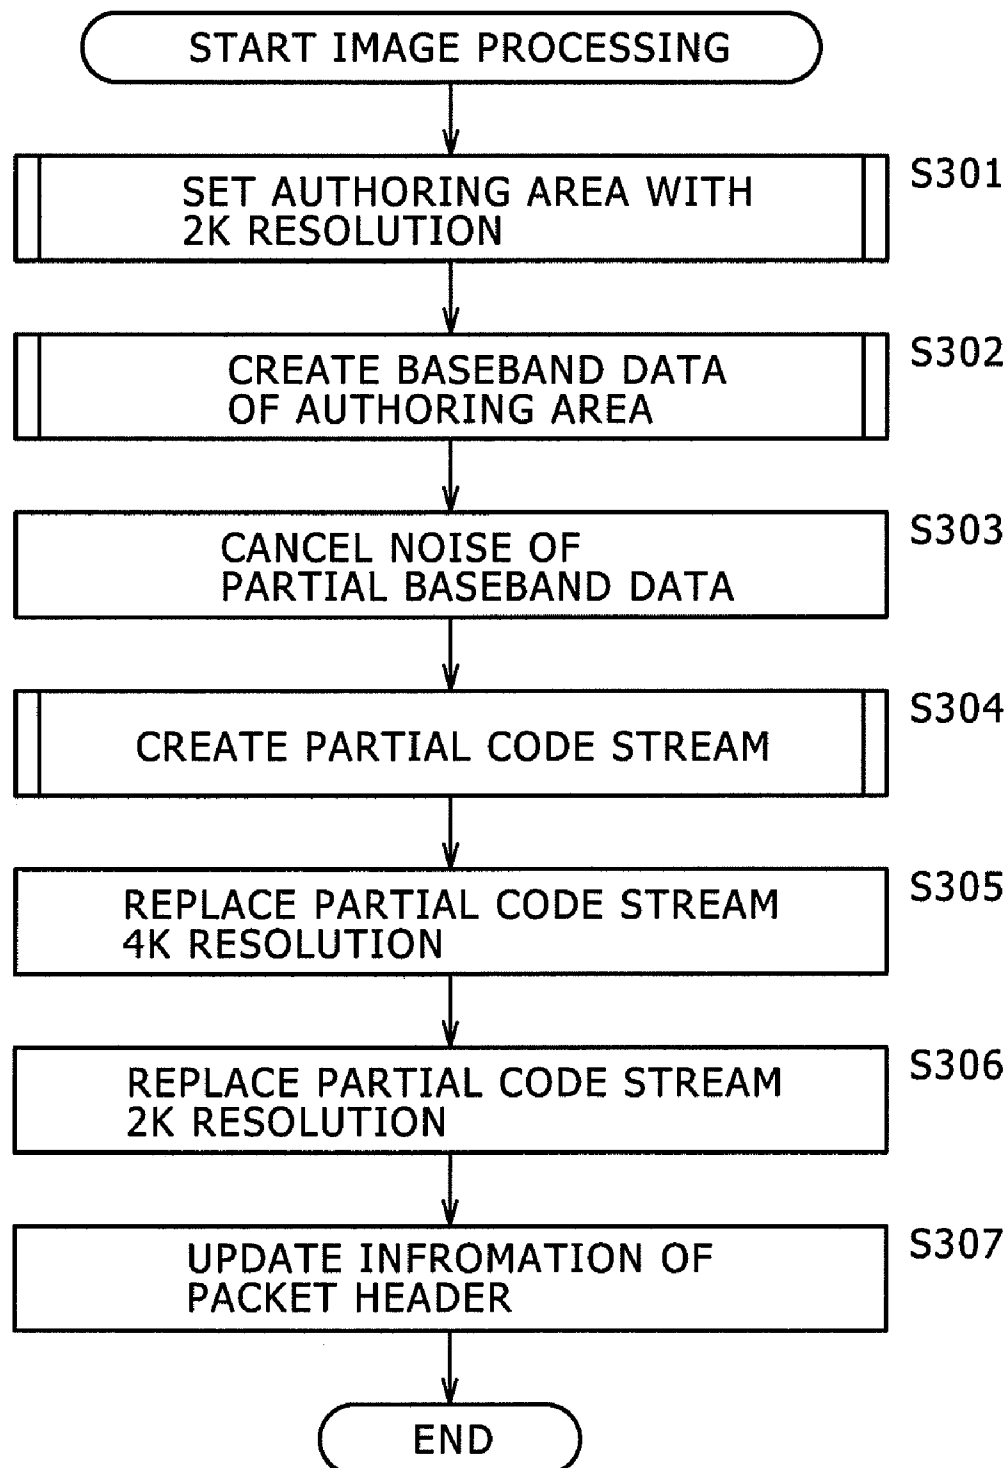 START IMAGE PROCESSING
SET AUTHORING AREA WITH
2K RESOLUTION
S301
CREATE BASEBAND DATA
OF AUTHORING AREA
S302
CANCEL NOISE OF
PARTIAL BASEBAND DATA
S303
CREATE PARTIAL CODE STREAM
S304
REPLACE PARTIAL CODE STREAM
4K RESOLUTION
S305
REPLACE PARTIAL CODE STREAM
2K RESOLUTION
S306
UPDATE INFROMATION OF
PACKET HEADER
S307
END